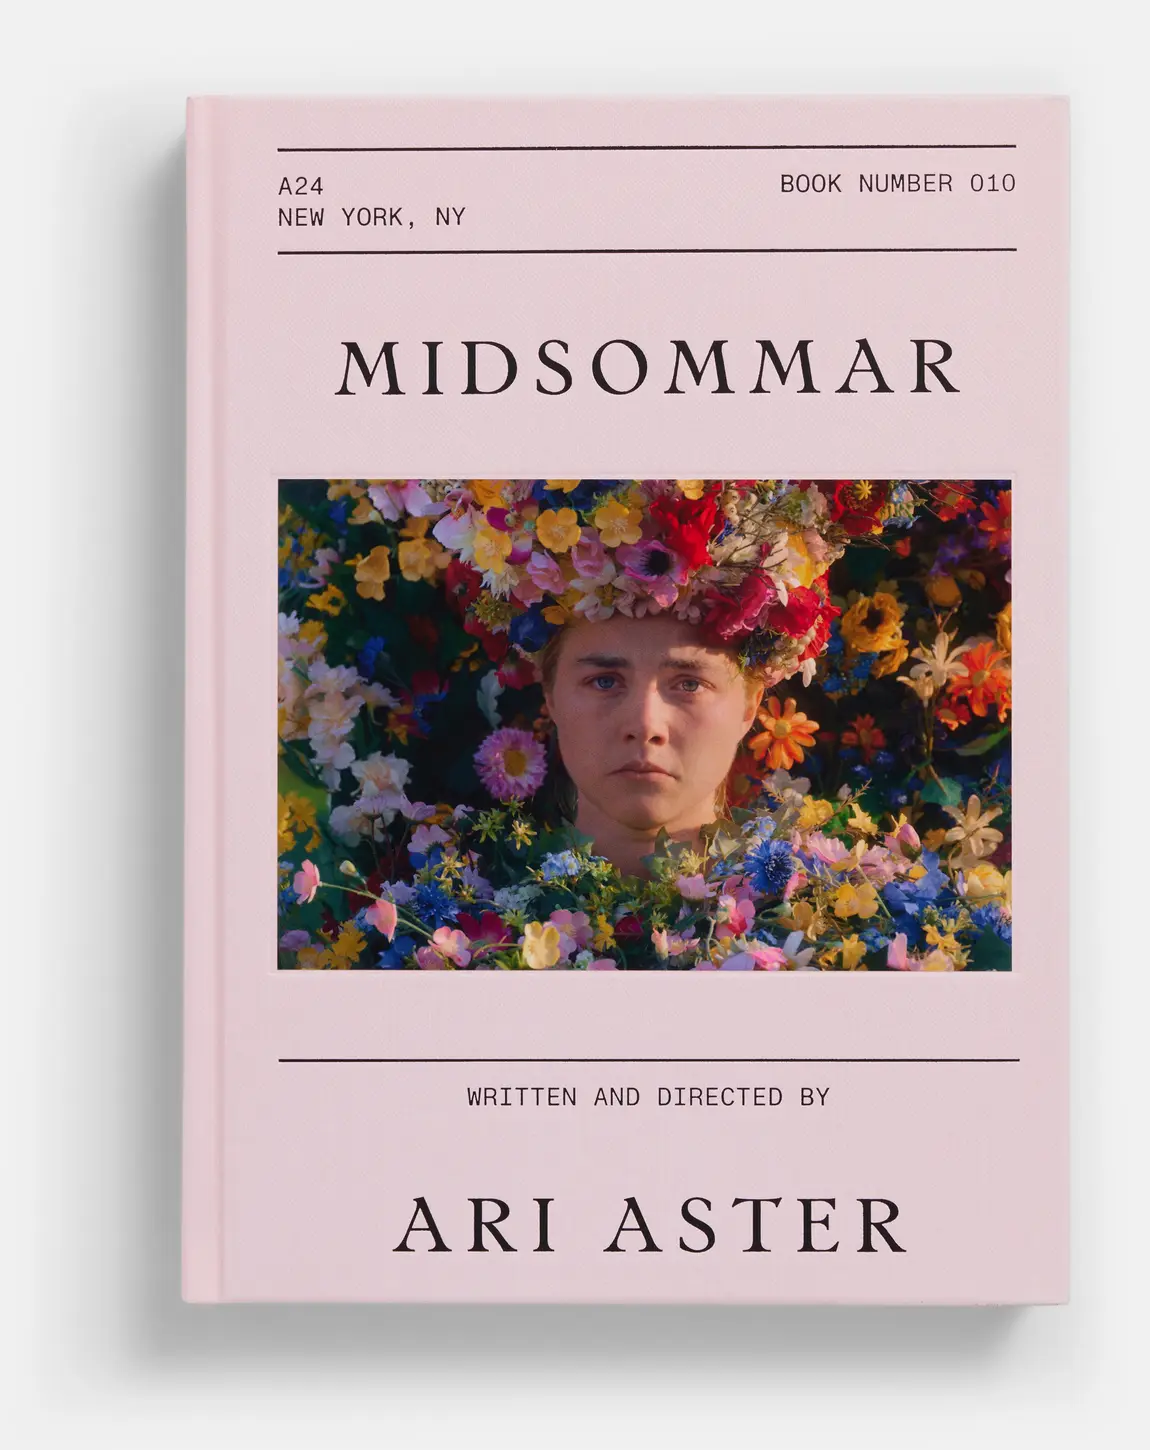 A24
NEW YORK, NY
BOOK NUMBER 010
MIDSOMMAR
WRITTEN AND DIRECTED BY
ARI ASTER